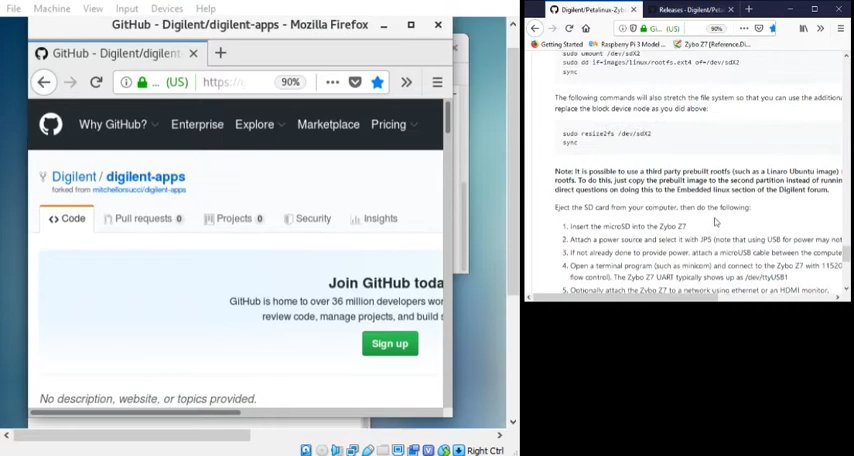 File Machine View Input Devices Help
GitHub - Digilent/digilent-apps - Mozilla Firefox
GitHub - Digilent/digilent
(US) https:// 90%
Why GitHub? Enterprise Explore Marketplace Pricing
Digilent / digilent-apps
forked from mitchellorsucci/digilent-apps
Code Pull requests 0 Projects 0 Security Insights
Join GitHub toda
GitHub is home to over 36 million developers wor
review code, manage projects, and build s
Sign up
No description, website, or topics provided.
Right Ctrl
Digilent/Petalinux-Zyb Releases - Digilent/Peta
90%
Getting Started Raspberry Pi 3 Model ... Zybo Z7 [Reference.Di
sudo umount /dev/sdX2
sudo dd if=images/linux/rootfs.ext4 of=/dev/sdX2
sync
The following commands will also stretch the file system so that you can use the additiona
replace the block device node as you did above:
sudo resize2fs /dev/sdX2
sync
Note: It is possible to use a third party prebuilt rootfs (such as a Linaro Ubuntu image)
rootfs. To do this, just copy the prebuilt image to the second partition instead of runnin
direct questions on doing this to the Embedded linux section of the Digilent forum.
Eject the SD card from your computer, then do the following:
1. Insert the microSD into the Zybo Z7
2. Attach a power source and select it with JP5 (note that using USB for power may not
3. If not already done to provide power, attach a microUSB cable between the compute
4. Open a terminal program (such as minicom) and connect to the Zybo Z7 with 11520
flow control). The Zybo Z7 UART typically shows up as /dev/ttyUSB1
5. Optionally attach the Zybo Z7 to a network using ethernet or an HDMI monitor.